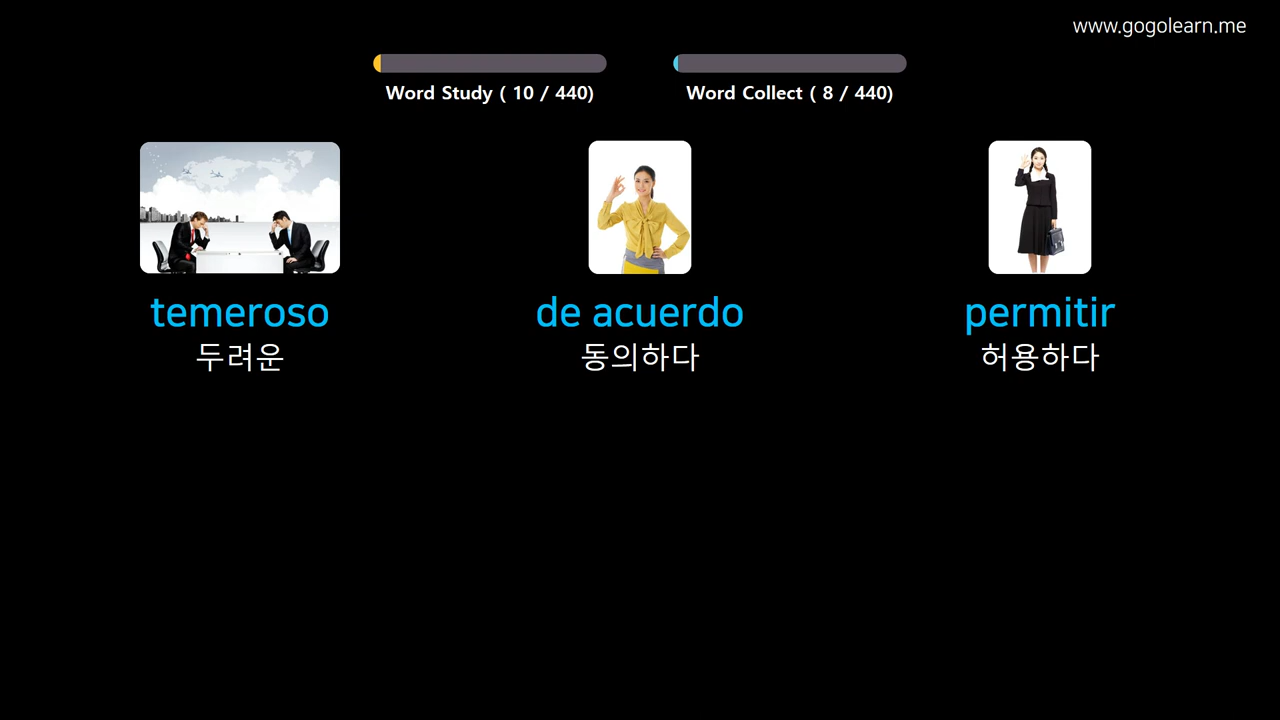 www.gogolearn.me
Word Study ( 10 / 440)
Word Collect ( 8 / 440)
temeroso
두려운
de acuerdo
동의하다
permitir
허용하다